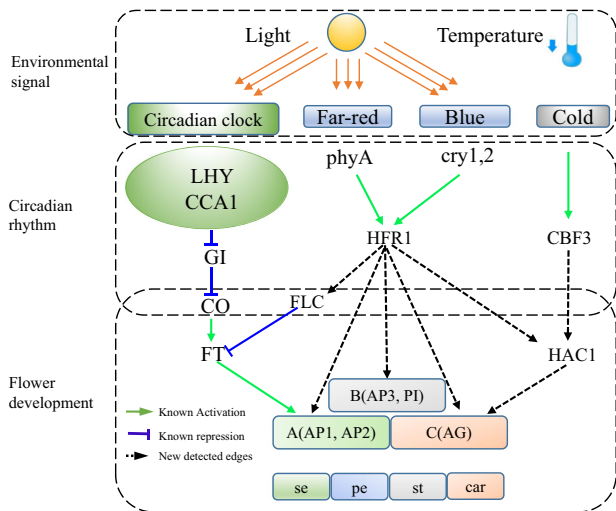 Light
Temperature
Environmental
signal
Circadian clock
Far-red
Blue
Cold
phyA
cry1,2
LHY
CCA1
Circadian
rhythm
HFR1
CBF3
GI
CO
FLC
FT
HAC1
Flower
development
B(AP3, PI)
Known Activation
A(AP1, AP2)
C(AG)
Known repression
New detected edges
se
pe
st
car